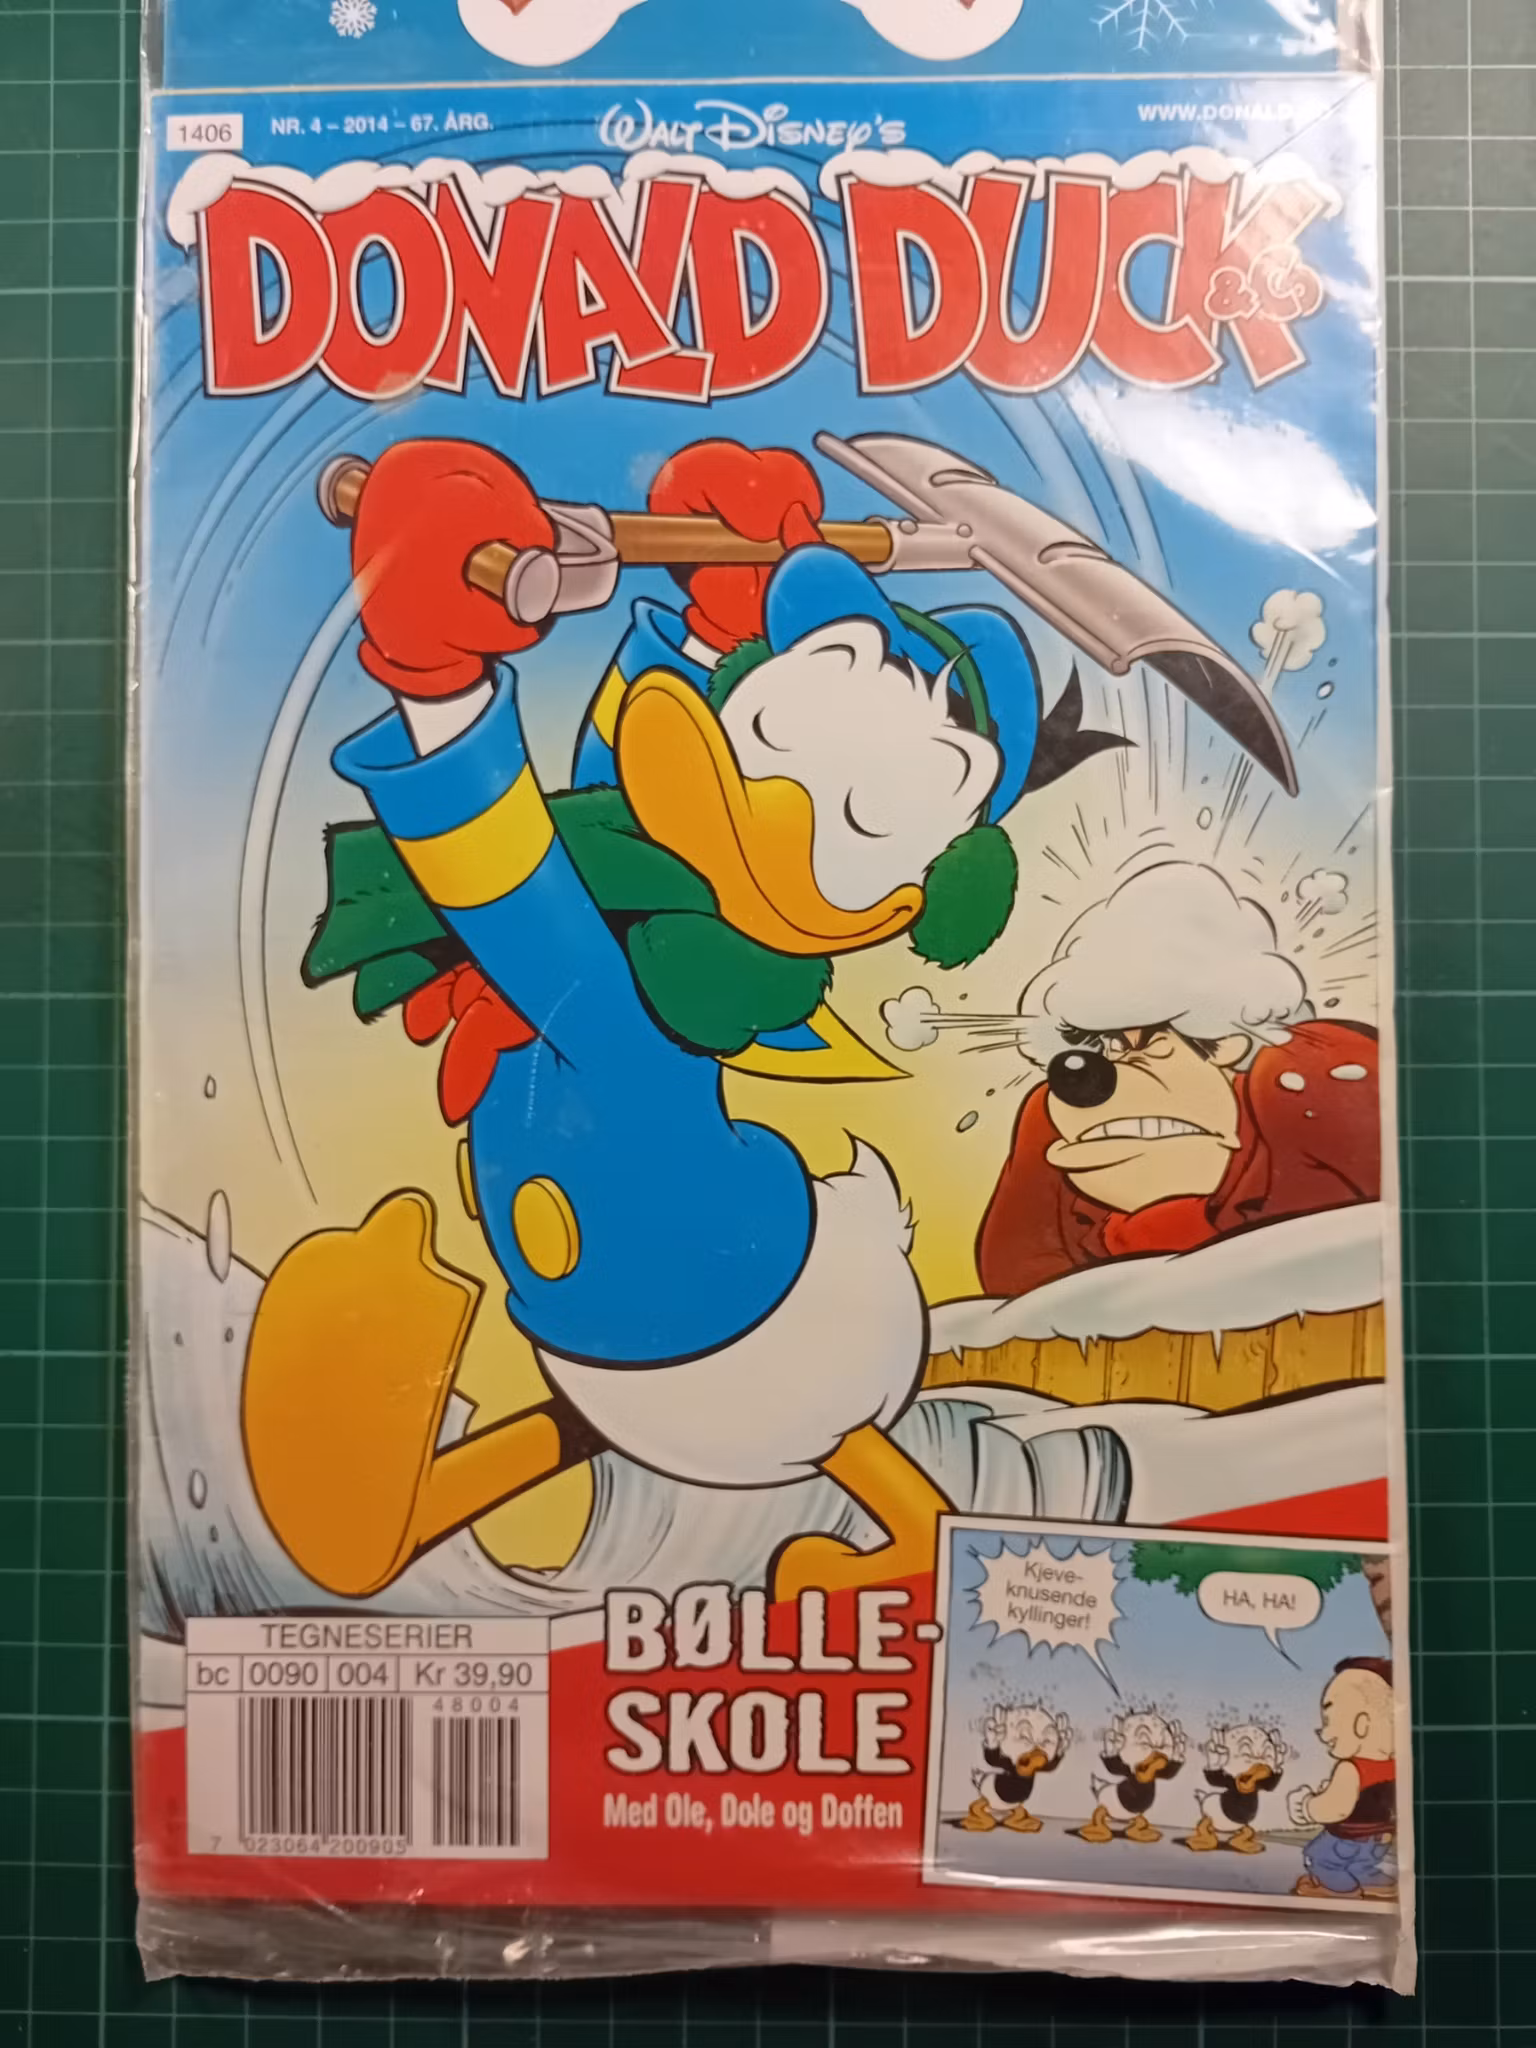 1406
NR. 4 – 2014 – 67. ÅRG.
WALT DISNEY'S
WWW.DONALD.NO
DONALD DUCK
& Co
Kjeve-
knusende
kyllinger!
HA, HA!
BØLLE-
SKOLE
Med Ole, Dole og Doffen
TEGNESERIER
bc 0090 004 Kr 39,90
48004
7 023064 200905